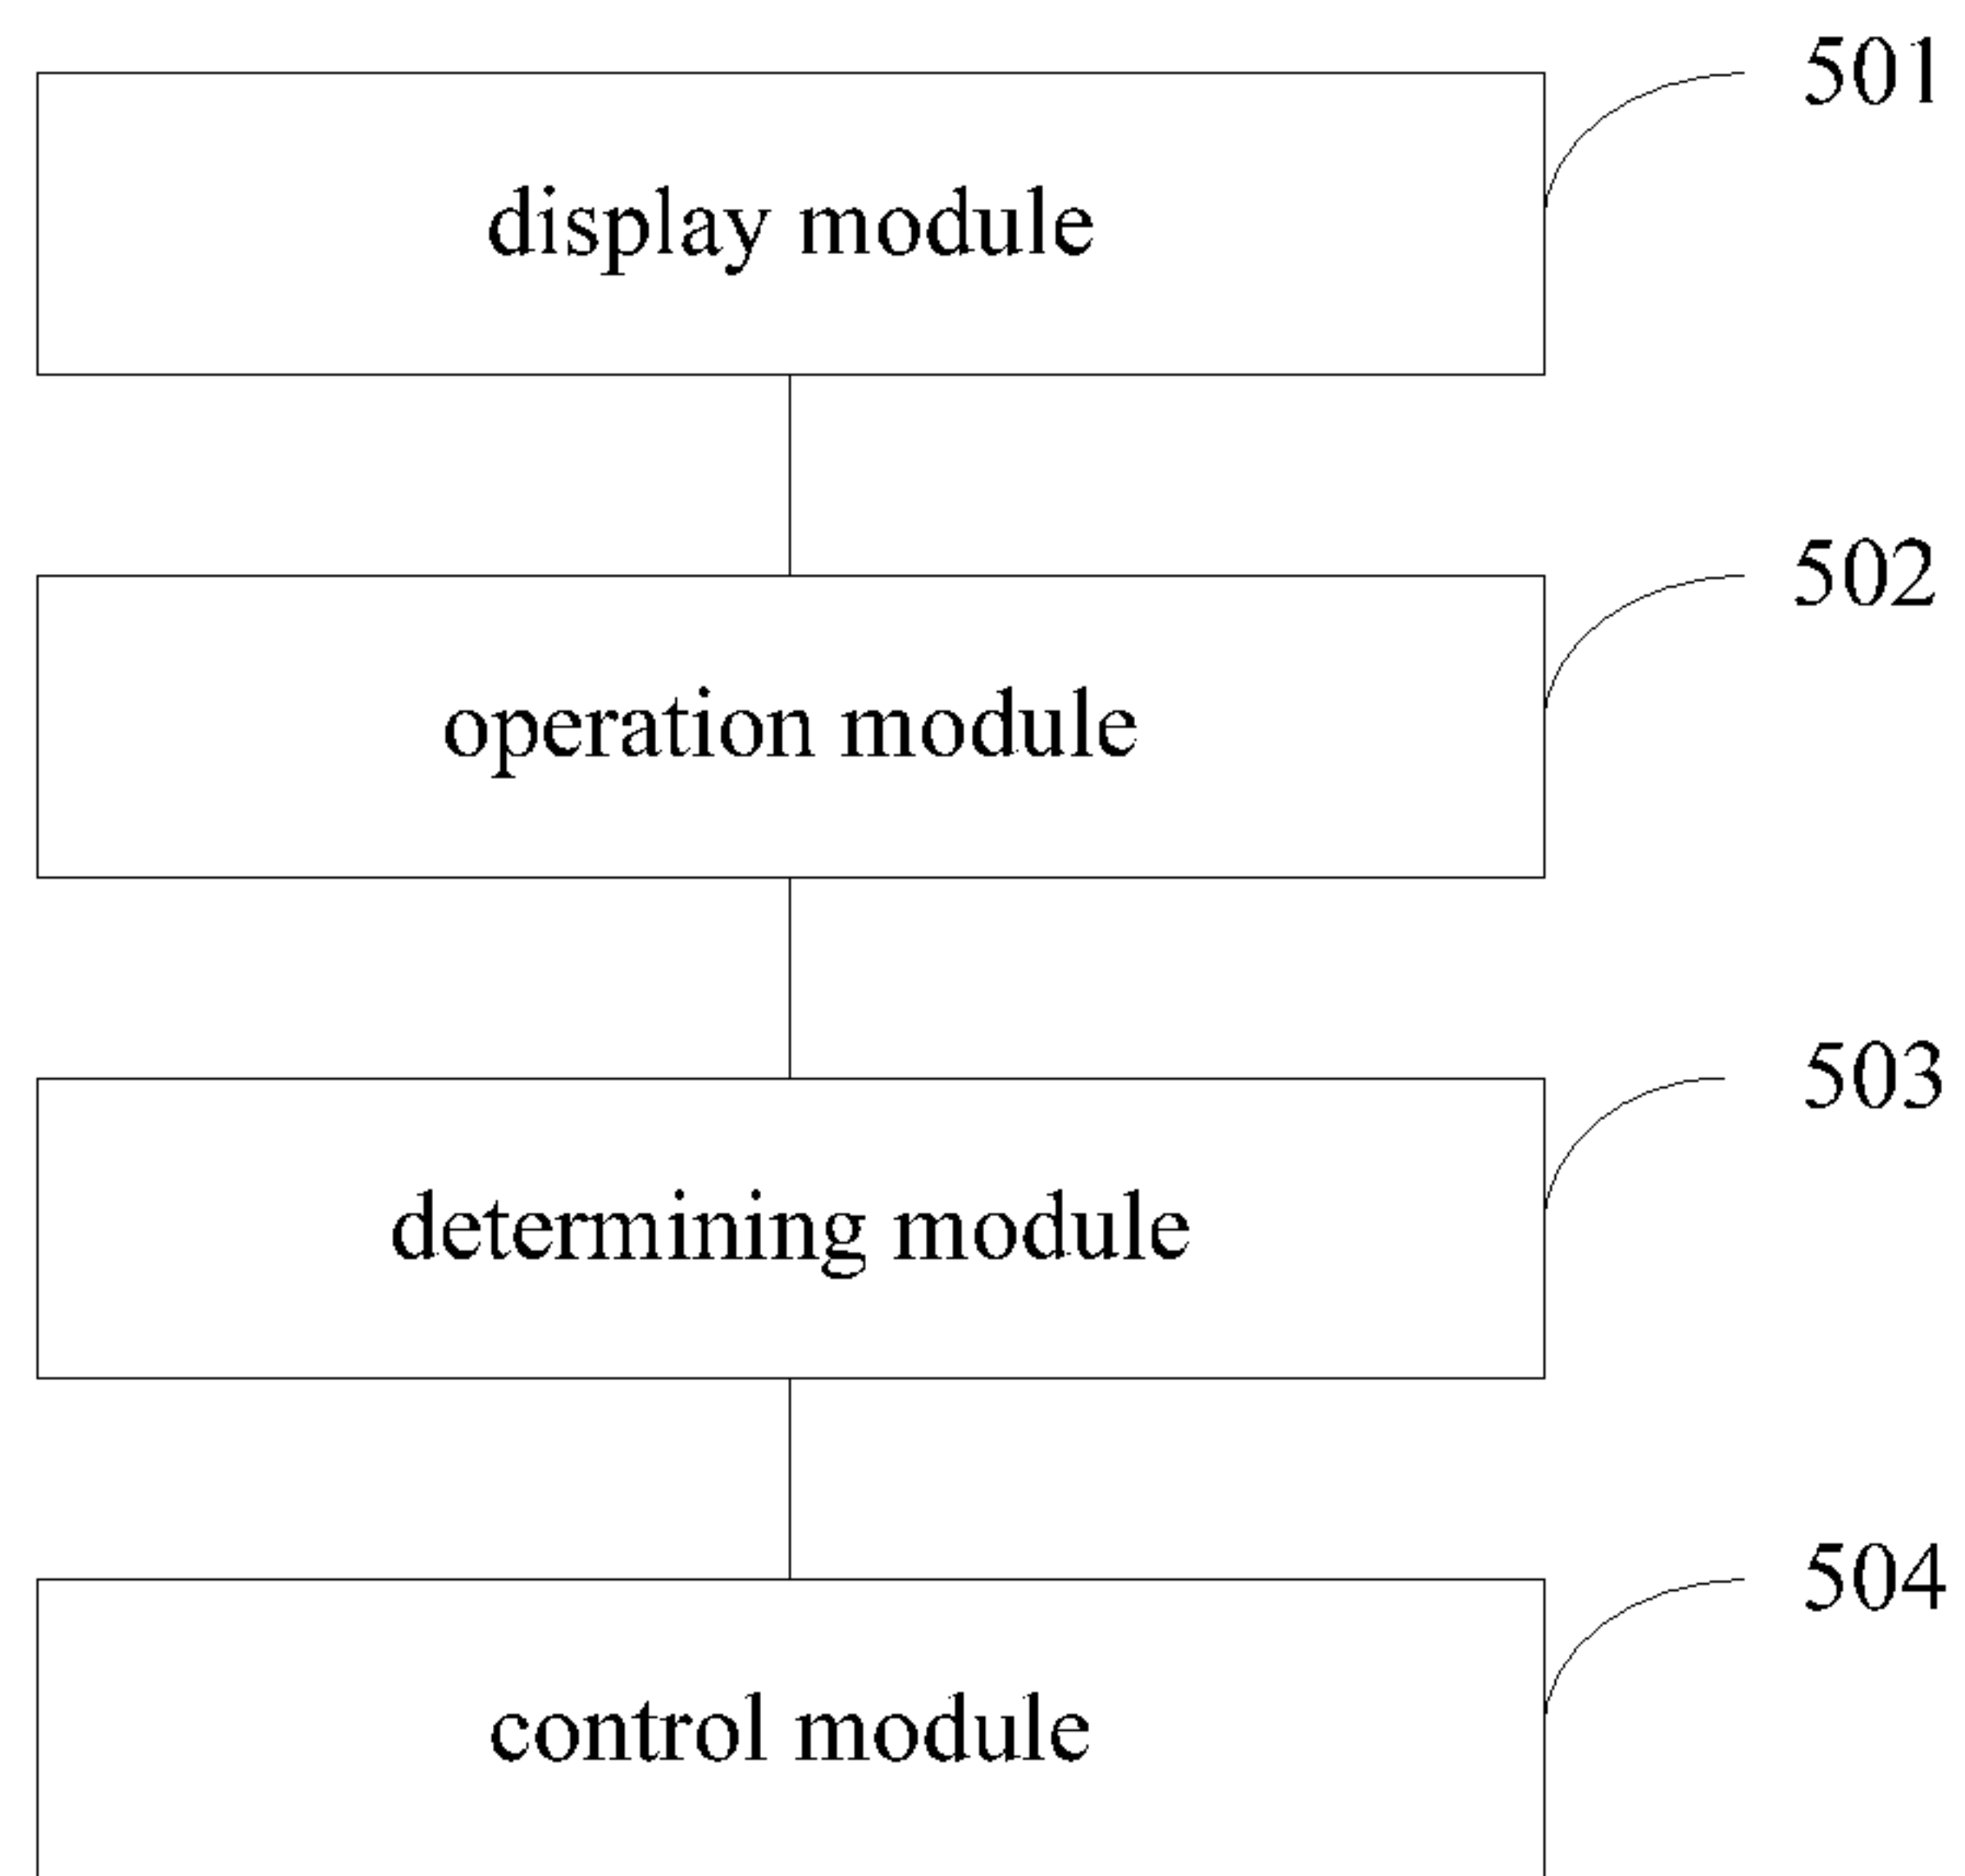 501
display module
502
operation module
503
determining module
504
control module